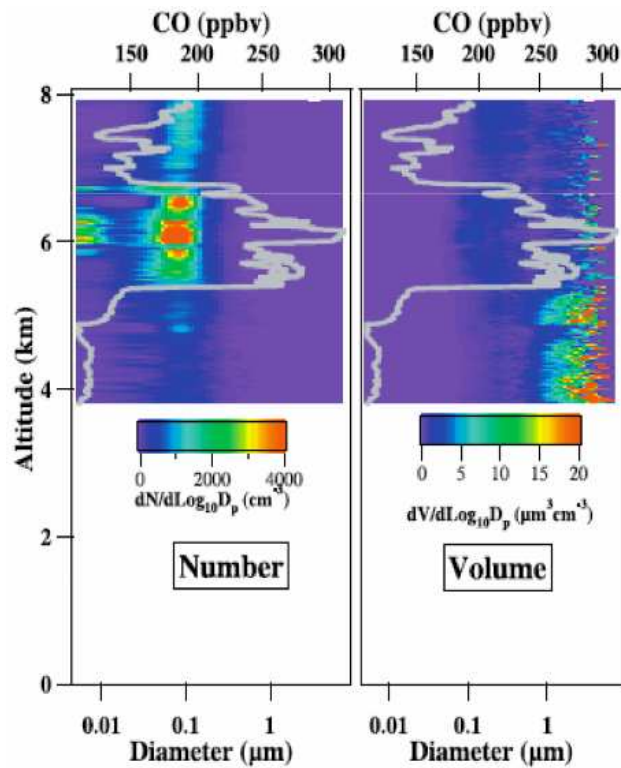 CO (ppbv) CO (ppbv)
150 200 250 300 150 200 250 300
8
6
4
2
0
Altitude (km)
0 2000 4000 0 5 10 15 20
dN/dLog₁₀Dₚ (cm⁻³) dV/dLog₁₀Dₚ (µm³cm⁻³)
Number Volume
0.01 0.1 1 0.01 0.1 1
Diameter (µm) Diameter (µm)